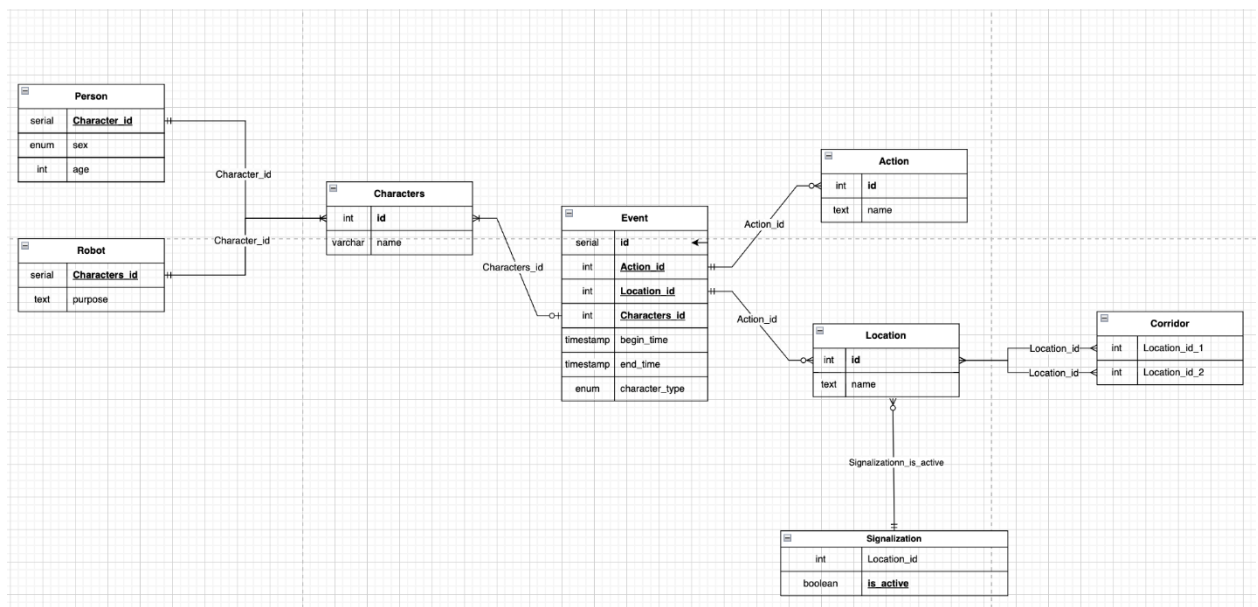 Person
serial Character_id
enum sex
int age
Character_id
Characters
int id
varchar name
Character_id
Robot
serial Characters_id
text purpose
Characters_id
Event
serial id
int Action_id
int Location_id
int Characters_id
timestamp begin_time
timestamp end_time
enum character_type
Action
int id
text name
Action_id
Action_id
Location
int id
text name
Location_id
Location_id
Corridor
int Location_id_1
int Location_id_2
Signalizationn_is_active
Signalization
int Location_id
boolean is_active